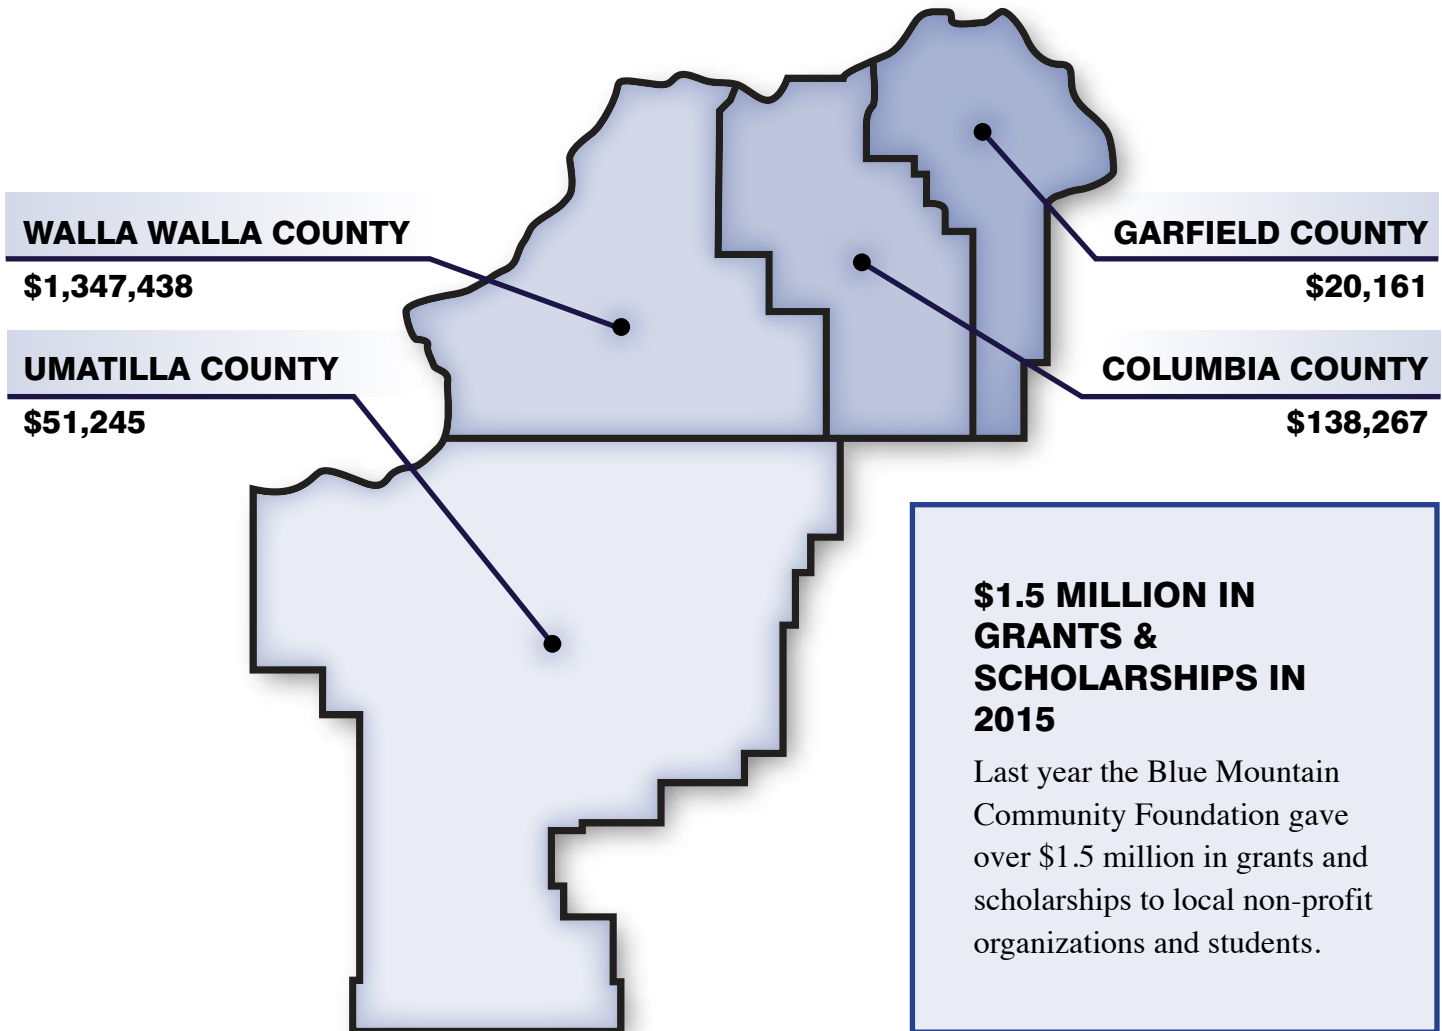 WALLA WALLA COUNTY
$1,347,438
UMATILLA COUNTY
$51,245
GARFIELD COUNTY
$20,161
COLUMBIA COUNTY
$138,267
$1.5 MILLION IN
GRANTS &
SCHOLARSHIPS IN
2015
Last year the Blue Mountain
Community Foundation gave
over $1.5 million in grants and
scholarships to local non-profit
organizations and students.